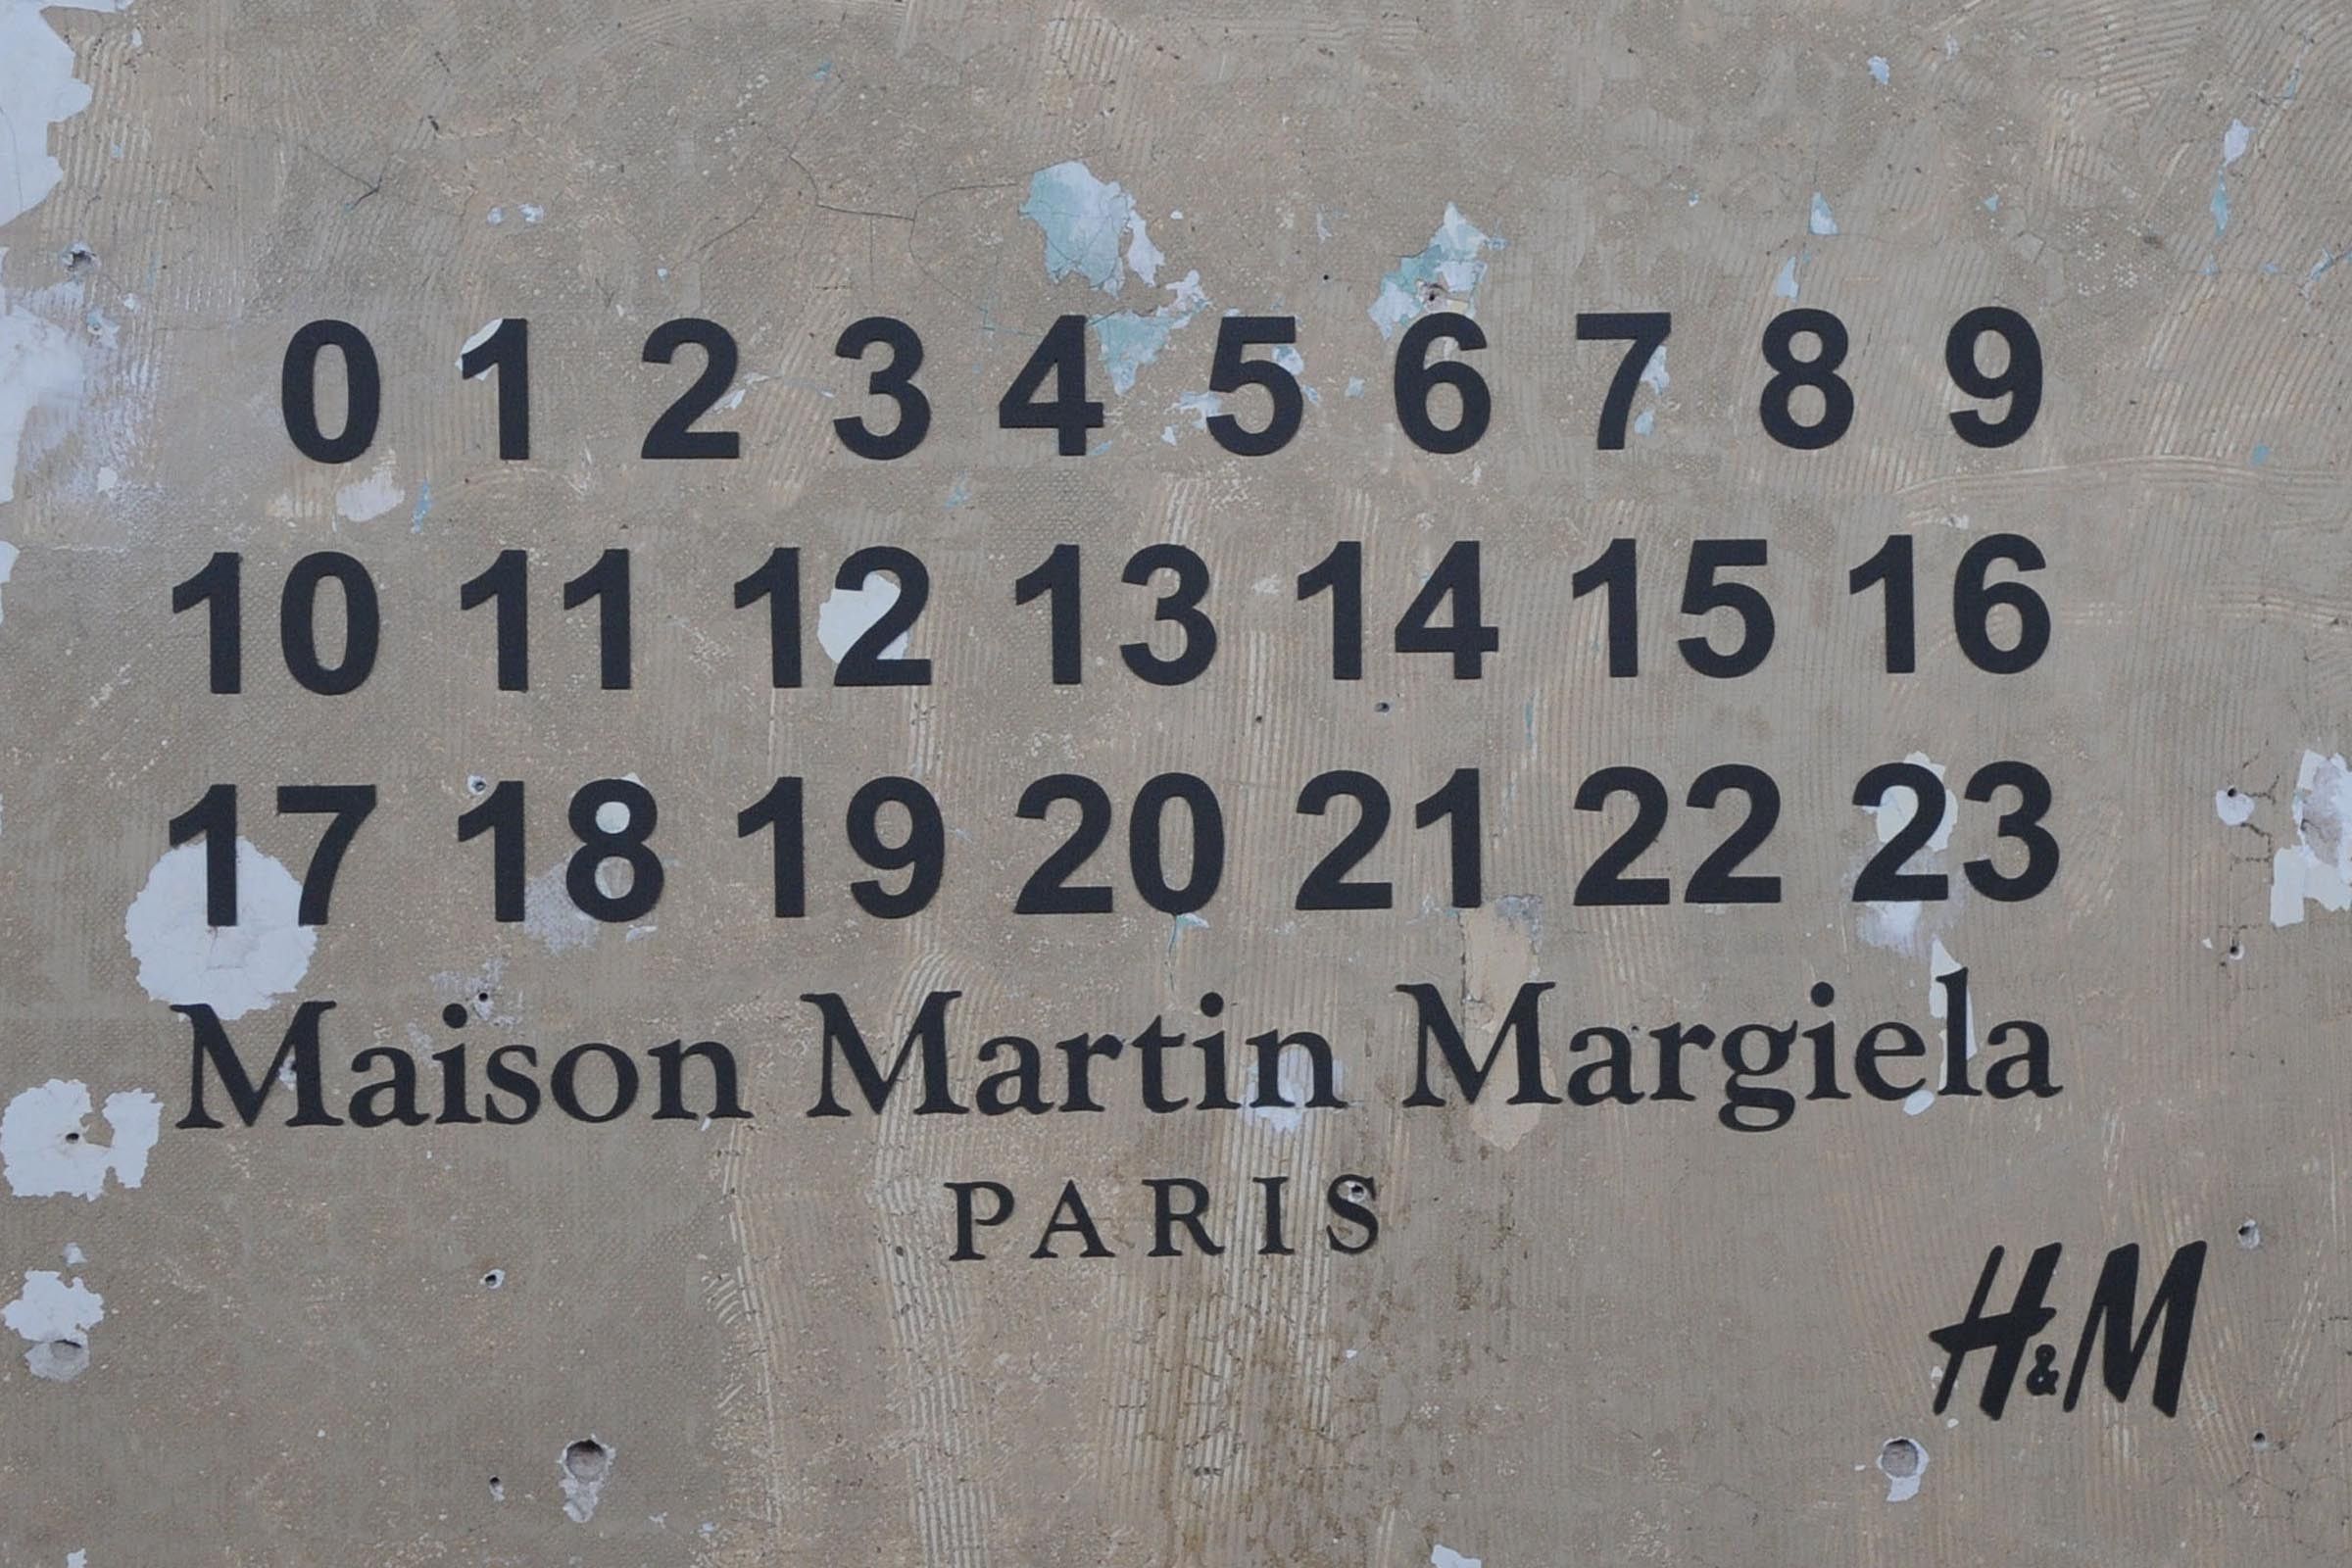 0 1 2 3 4 5 6 7 8 9
10 11 12 13 14 15 16
17 18 19 20 21 22 23
Maison Martin Margiela
PARIS
H&M